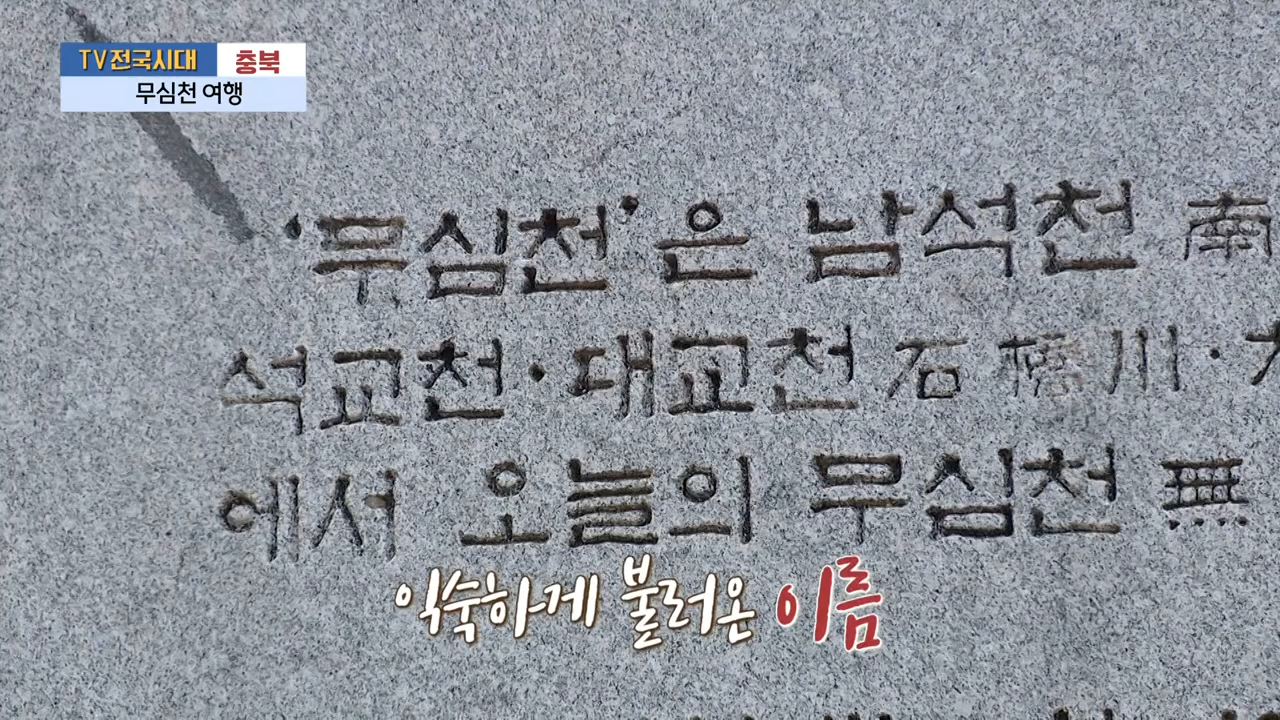 TV전국시대 충북
무심천 여행
‘무심천’은 남석천 南
석교천·대교천 石橋川·
에서 오늘의 무심천 無
익숙하게 불러온 이름